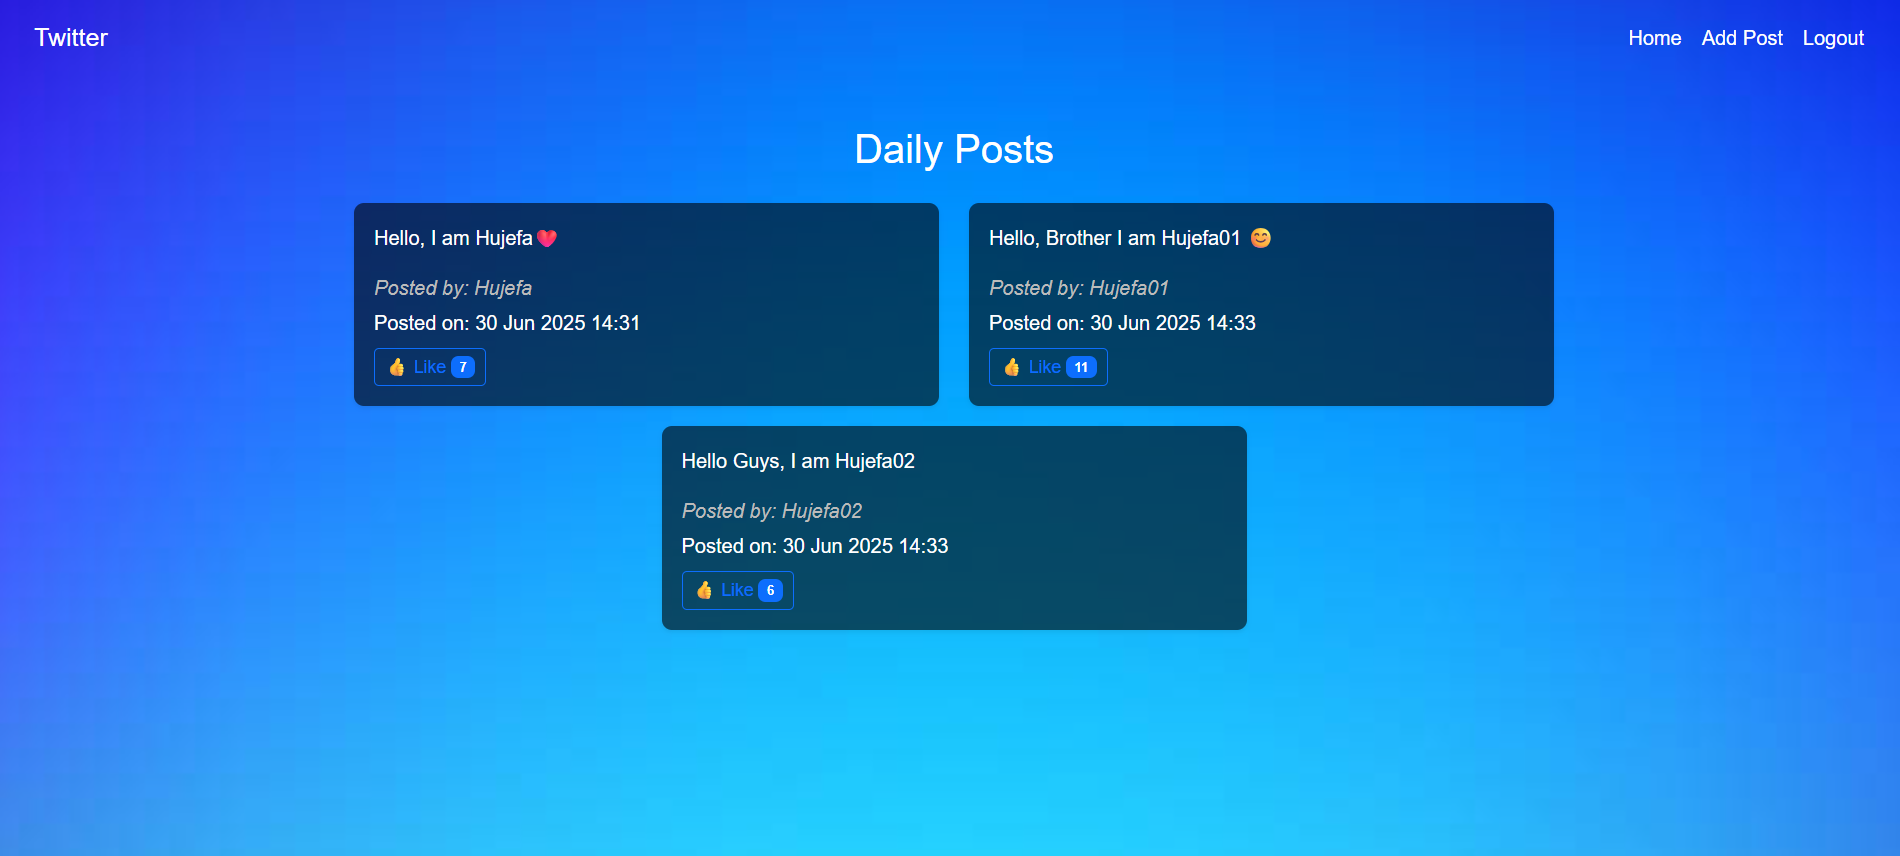 Twitter
Home Add Post Logout
Daily Posts
Hello, I am Hujefa💗
Posted by: Hujefa
Posted on: 30 Jun 2025 14:31
👍 Like 7
Hello, Brother I am Hujefa01 😊
Posted by: Hujefa01
Posted on: 30 Jun 2025 14:33
👍 Like 11
Hello Guys, I am Hujefa02
Posted by: Hujefa02
Posted on: 30 Jun 2025 14:33
👍 Like 6